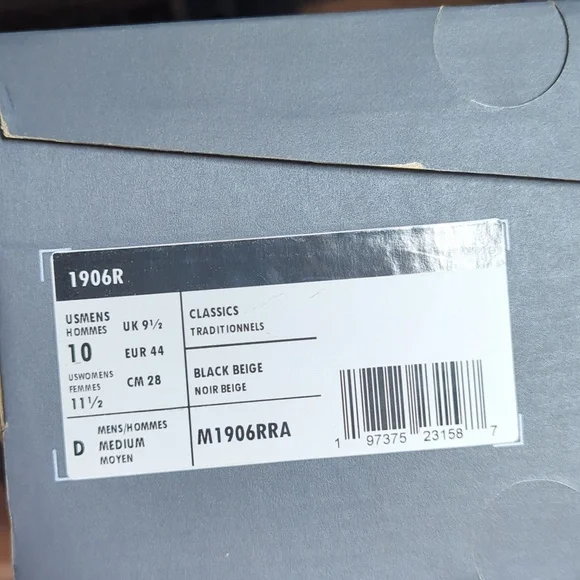 1906R
USMENS
HOMMES
UK 9½
10
EUR 44
USWOMENS
FEMMES
CM 28
11½
CLASSICS
TRADITIONNELS
BLACK BEIGE
NOIR BEIGE
MENS/HOMMES
D MEDIUM
MOYEN
M1906RRA
1 97375 23158 7